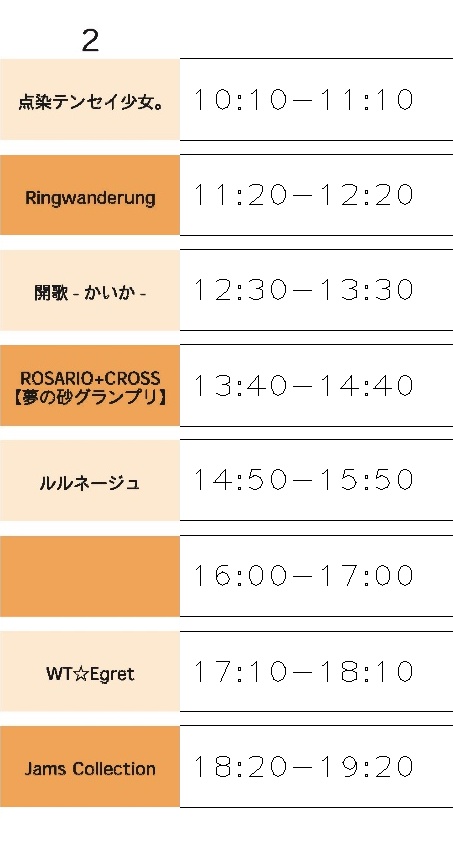 2
点染テンセイ少女。 10:10−11:10
Ringwanderung 11:20−12:20
開歌 - かいか - 12:30−13:30
ROSARIO+CROSS
【夢の砂グランプリ】 13:40−14:40
ルルネージュ 14:50−15:50
16:00−17:00
WT☆Egret 17:10−18:10
Jams Collection 18:20−19:20